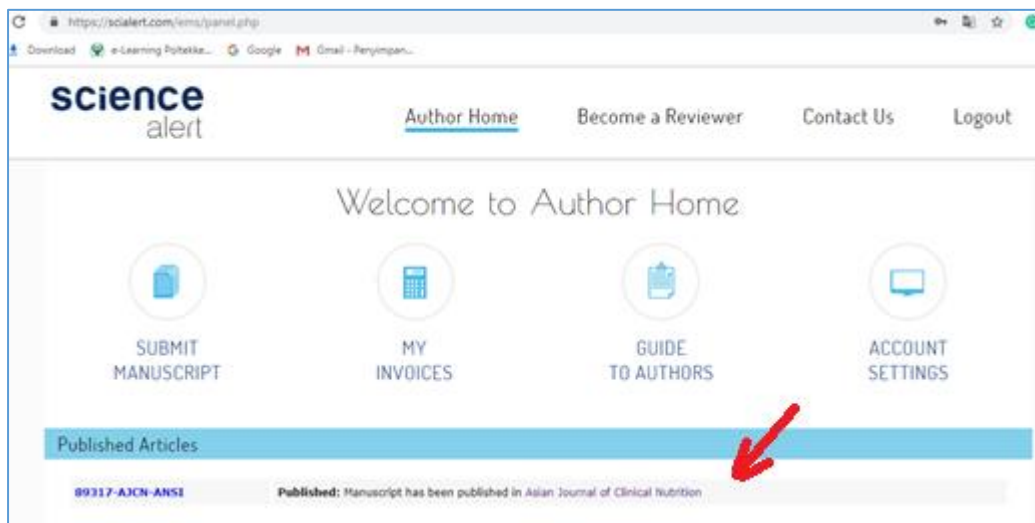 https://scialert.com/ems/panel.php
Download e-Learning Poltekke... Google Gmail - Penyimpan...
science
alert
Author Home Become a Reviewer Contact Us Logout
Welcome to Author Home
SUBMIT
MANUSCRIPT
MY
INVOICES
GUIDE
TO AUTHORS
ACCOUNT
SETTINGS
Published Articles
89317-AJCN-ANSI Published: Manuscript has been published in Asian Journal of Clinical Nutrition